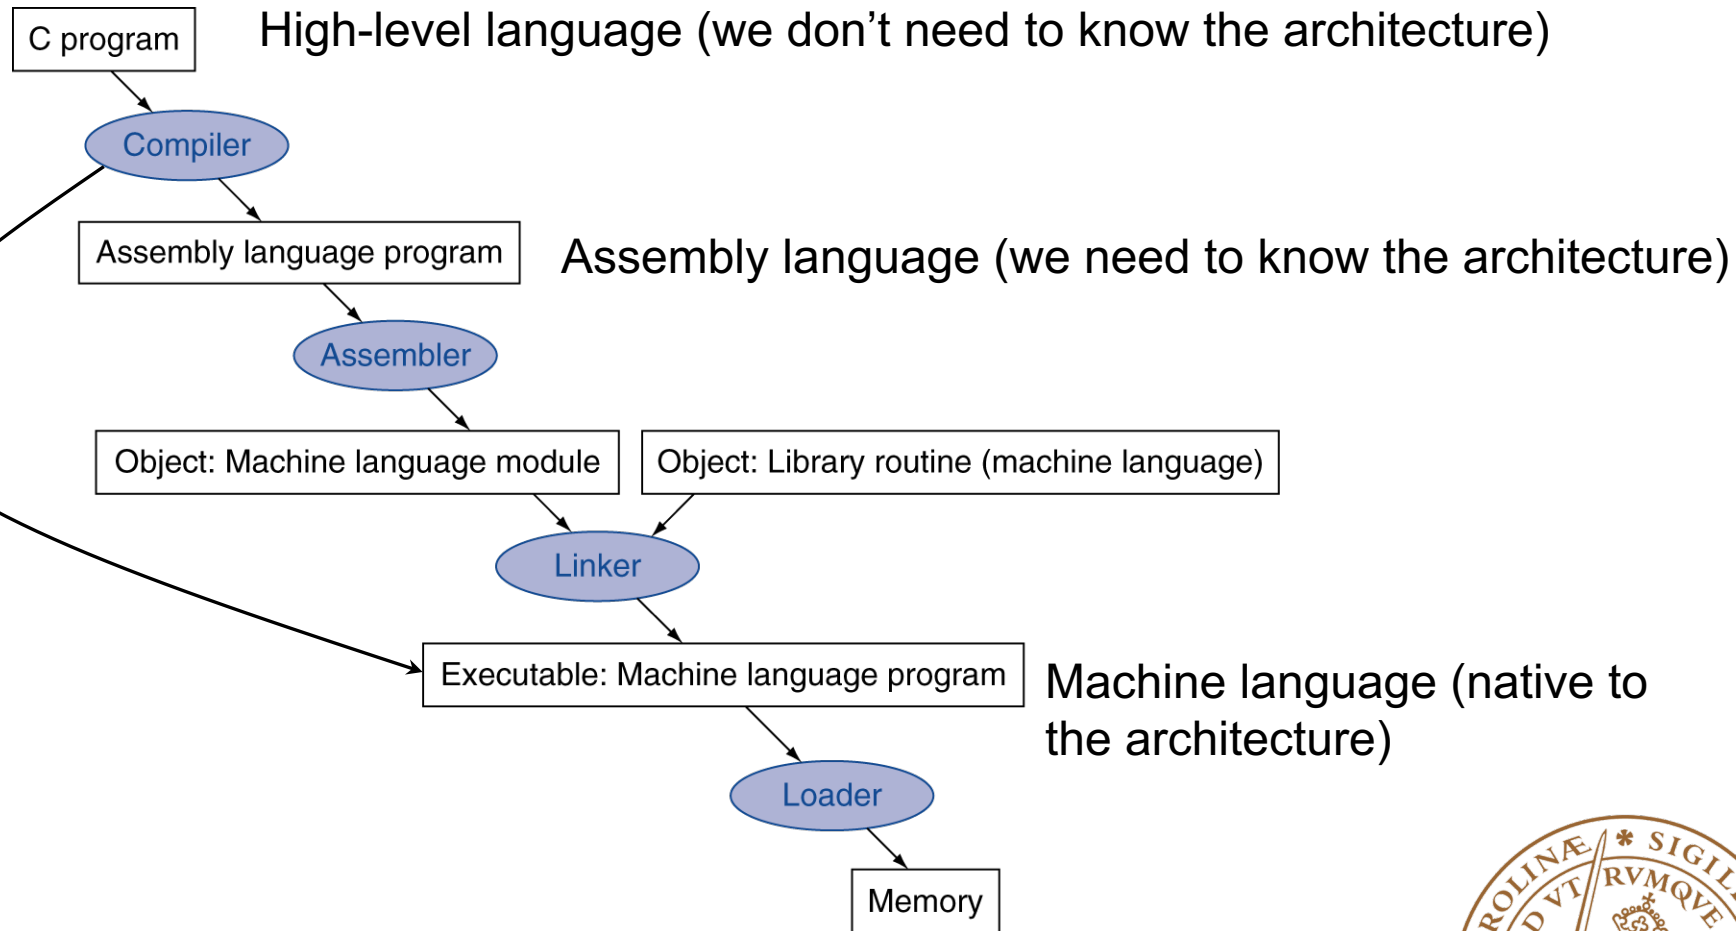 C program
High-level language (we don’t need to know the architecture)
Compiler
Assembly language program
Assembly language (we need to know the architecture)
Assembler
Object: Machine language module
Object: Library routine (machine language)
Linker
Executable: Machine language program
Machine language (native to
the architecture)
Loader
Memory
RVMQVE
VT